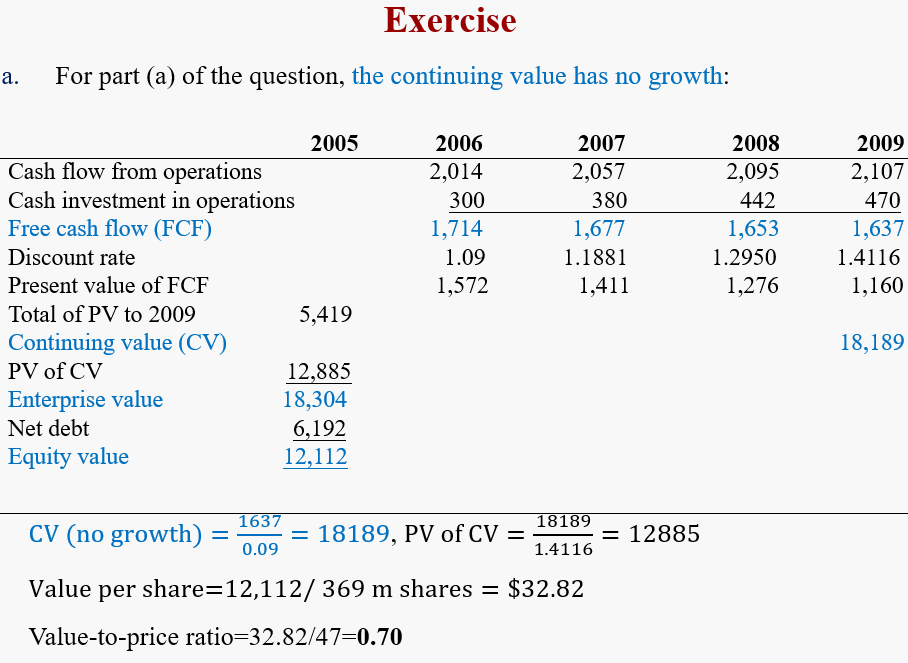 Exercise
a. For part (a) of the question, the continuing value has no growth:
2005 2006 2007 2008 2009
Cash flow from operations 2,014 2,057 2,095 2,107
Cash investment in operations 300 380 442 470
Free cash flow (FCF) 1,714 1,677 1,653 1,637
Discount rate 1.09 1.1881 1.2950 1.4116
Present value of FCF 1,572 1,411 1,276 1,160
Total of PV to 2009 5,419
Continuing value (CV) 18,189
PV of CV 12,885
Enterprise value 18,304
Net debt 6,192
Equity value 12,112
CV (no growth) = 1637/0.09 = 18189, PV of CV = 18189/1.4116 = 12885
Value per share=12,112/ 369 m shares = $32.82
Value-to-price ratio=32.82/47=0.70